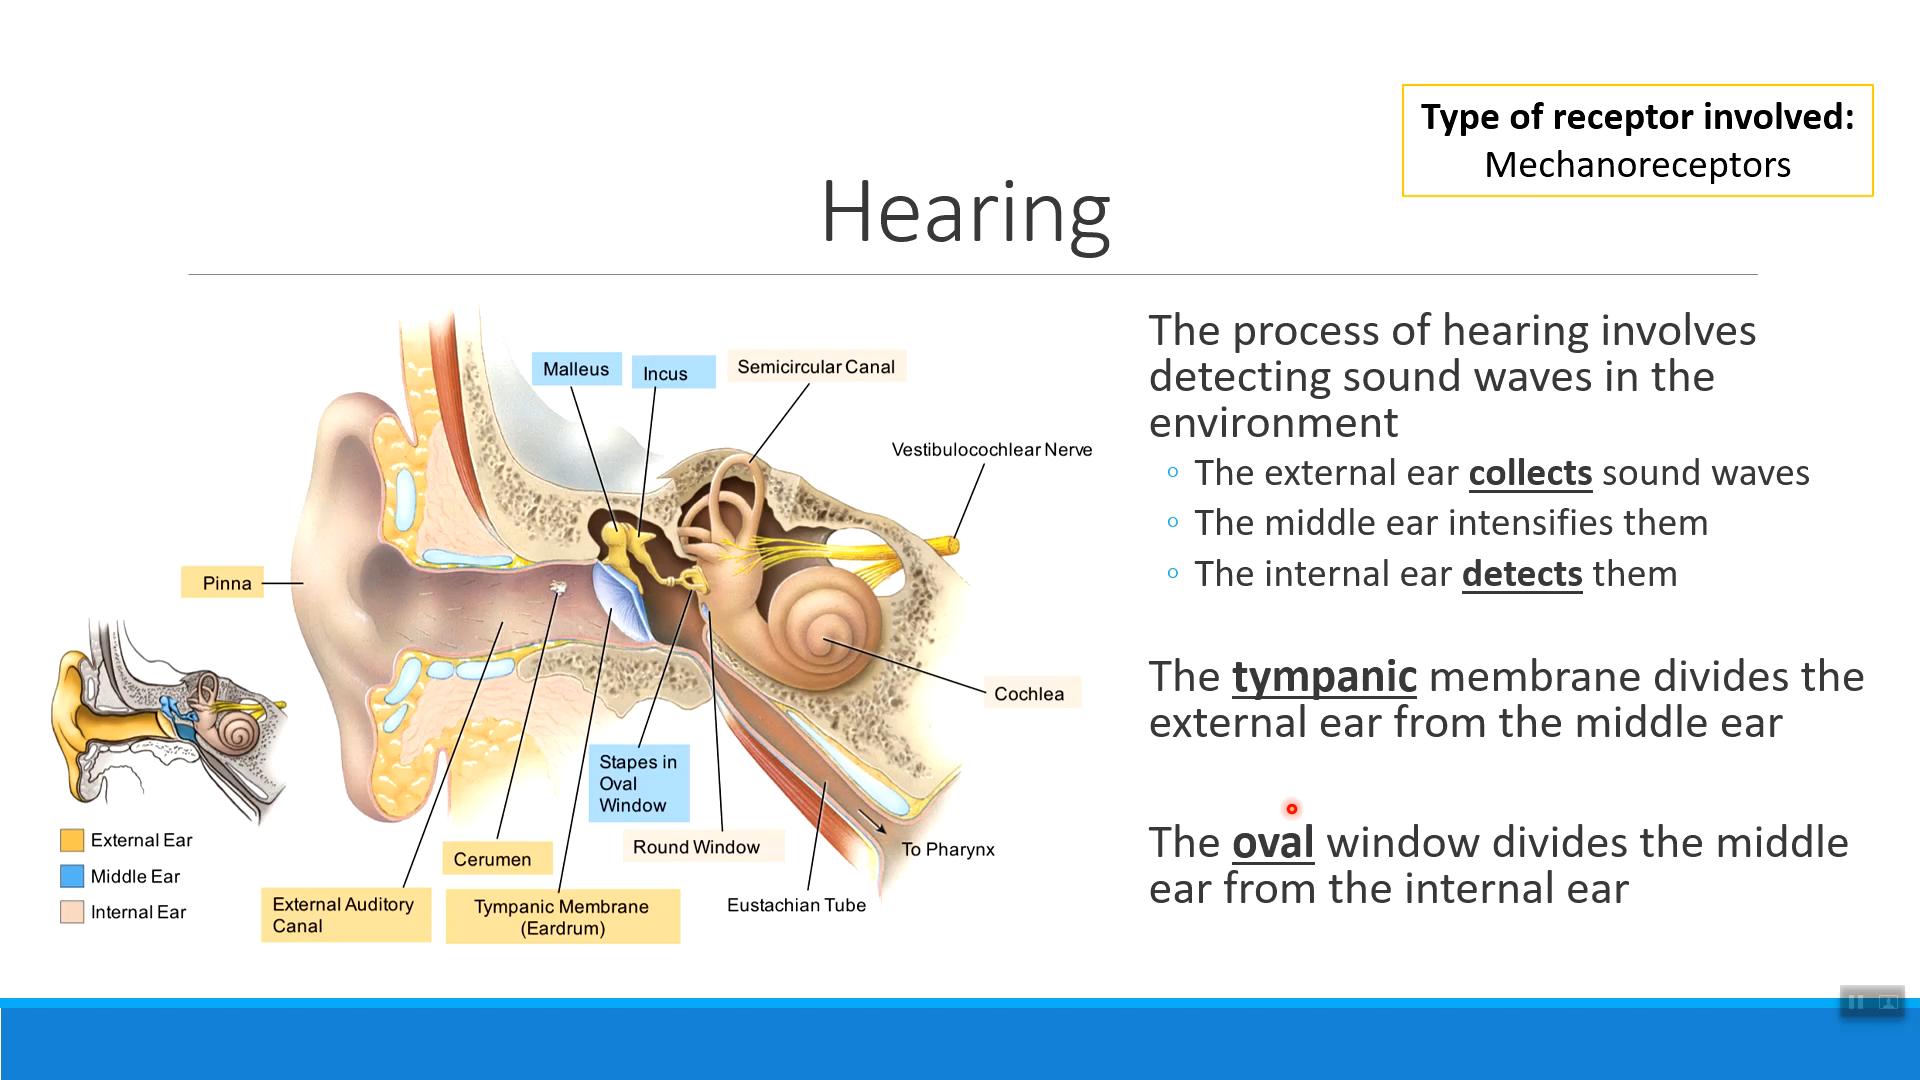 Type of receptor involved:
Mechanoreceptors
Hearing
Malleus
Incus
Semicircular Canal
Vestibulocochlear Nerve
Pinna
Cochlea
Stapes in
Oval
Window
Round Window
To Pharynx
Cerumen
External Auditory
Canal
Tympanic Membrane
(Eardrum)
Eustachian Tube
External Ear
Middle Ear
Internal Ear
The process of hearing involves
detecting sound waves in the
environment
◦ The external ear collects sound waves
◦ The middle ear intensifies them
◦ The internal ear detects them
The tympanic membrane divides the
external ear from the middle ear
The oval window divides the middle
ear from the internal ear